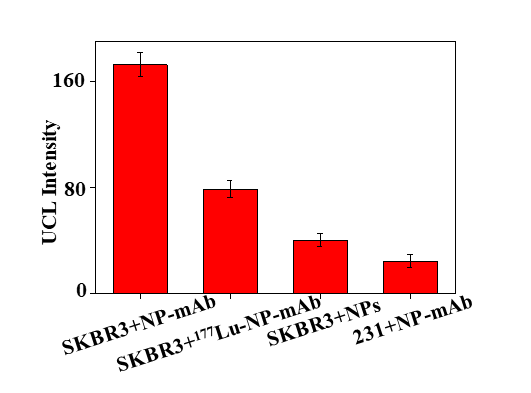 UCL Intensity
160
80
0
SKBR3+NP-mAb
SKBR3+¹⁷⁷Lu-NP-mAb
SKBR3+NPs
231+NP-mAb